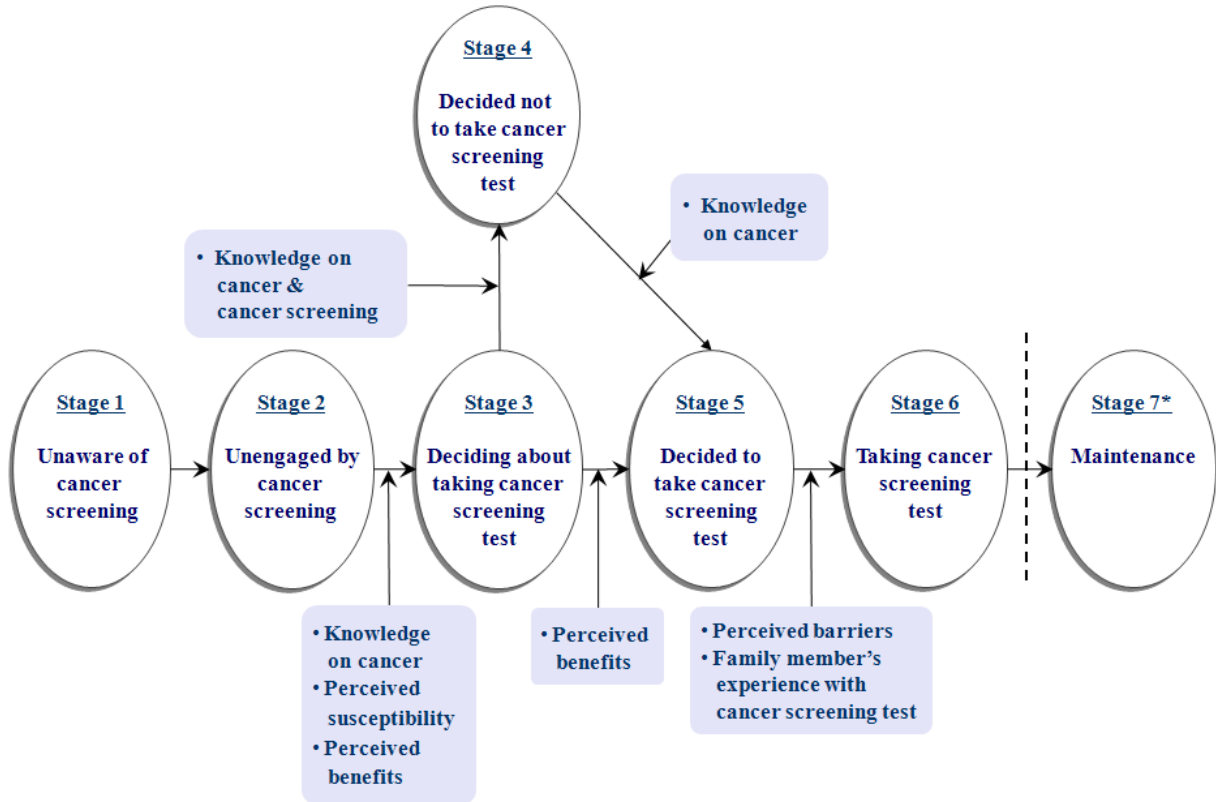 Stage 4
Decided not
to take cancer
screening
test
• Knowledge
on cancer
• Knowledge on
cancer &
cancer screening
Stage 1
Unaware of
cancer
screening
Stage 2
Unengaged by
cancer
screening
Stage 3
Deciding about
taking cancer
screening
test
Stage 5
Decided to
take cancer
screening
test
Stage 6
Taking cancer
screening
test
Stage 7*
Maintenance
• Knowledge
on cancer
• Perceived
susceptibility
• Perceived
benefits
• Perceived
benefits
• Perceived barriers
• Family member’s
experience with
cancer screening test